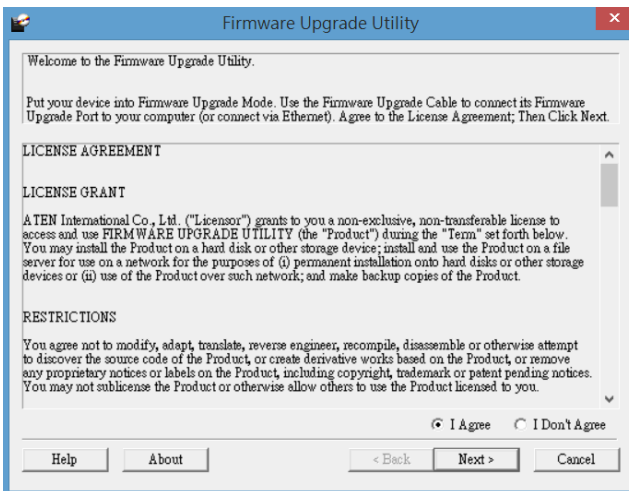 Firmware Upgrade Utility
Welcome to the Firmware Upgrade Utility.
Put your device into Firmware Upgrade Mode. Use the Firmware Upgrade Cable to connect its Firmware
Upgrade Port to your computer (or connect via Ethernet). Agree to the License Agreement; Then Click Next.
LICENSE AGREEMENT
LICENSE GRANT
ATEN International Co., Ltd. ("Licensor") grants to you a non-exclusive, non-transferable license to
access and use FIRMWARE UPGRADE UTILITY (the "Product") during the "Term" set forth below.
You may install the Product on a hard disk or other storage device; install and use the Product on a file
server for use on a network for the purposes of (i) permanent installation onto hard disks or other storage
devices or (ii) use of the Product over such network; and make backup copies of the Product.
RESTRICTIONS
You agree not to modify, adapt, translate, reverse engineer, recompile, disassemble or otherwise attempt
to discover the source code of the Product, or create derivative works based on the Product, or remove
any proprietary notices or labels on the Product, including copyright, trademark or patent pending notices.
You may not sublicense the Product or otherwise allow others to use the Product licensed to you.
I Agree I Don't Agree
Help About < Back Next > Cancel